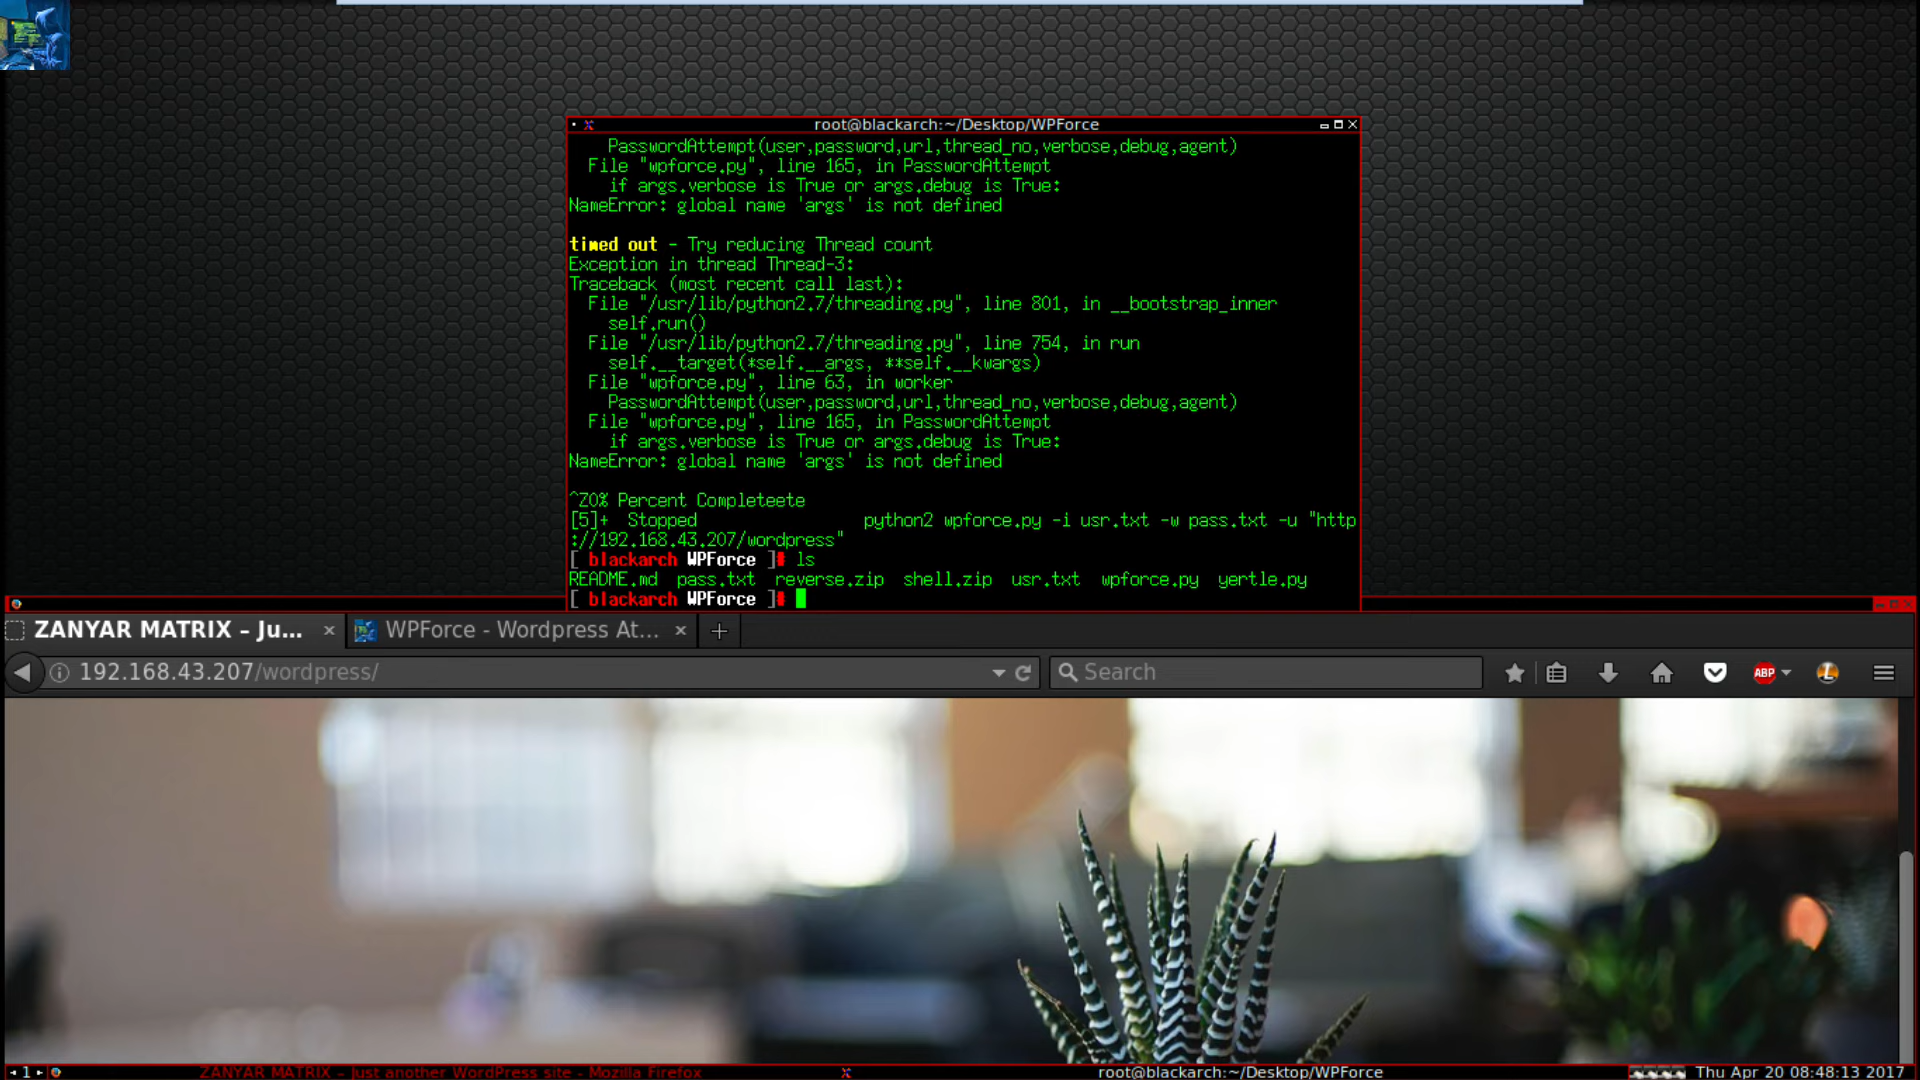 root@blackarch:~/Desktop/WPForce
PasswordAttempt(user,password,url,thread_no,verbose,debug,agent)
File "wpforce.py", line 165, in PasswordAttempt
if args.verbose is True or args.debug is True:
NameError: global name 'args' is not defined
timed out - Try reducing Thread count
Exception in thread Thread-3:
Traceback (most recent call last):
File "/usr/lib/python2.7/threading.py", line 801, in __bootstrap_inner
self.run()
File "/usr/lib/python2.7/threading.py", line 754, in run
self.__target(*self.__args, **self.__kwargs)
File "wpforce.py", line 63, in worker
PasswordAttempt(user,password,url,thread_no,verbose,debug,agent)
File "wpforce.py", line 165, in PasswordAttempt
if args.verbose is True or args.debug is True:
NameError: global name 'args' is not defined
^Z0% Percent Completeete
[5]+  Stopped                 python2 wpforce.py -i usr.txt -w pass.txt -u "http
://192.168.43.207/wordpress"
[ blackarch WPForce ]# ls
README.md  pass.txt  reverse.zip  shell.zip  usr.txt  wpforce.py  yertle.py
[ blackarch WPForce ]#
ZANYAR MATRIX – Ju... WPForce - Wordpress At...
192.168.43.207/wordpress/ Search ABP
1 ZANYAR MATRIX – Just another WordPress site - Mozilla Firefox root@blackarch:~/Desktop/WPForce Thu Apr 20 08:48:13 2017